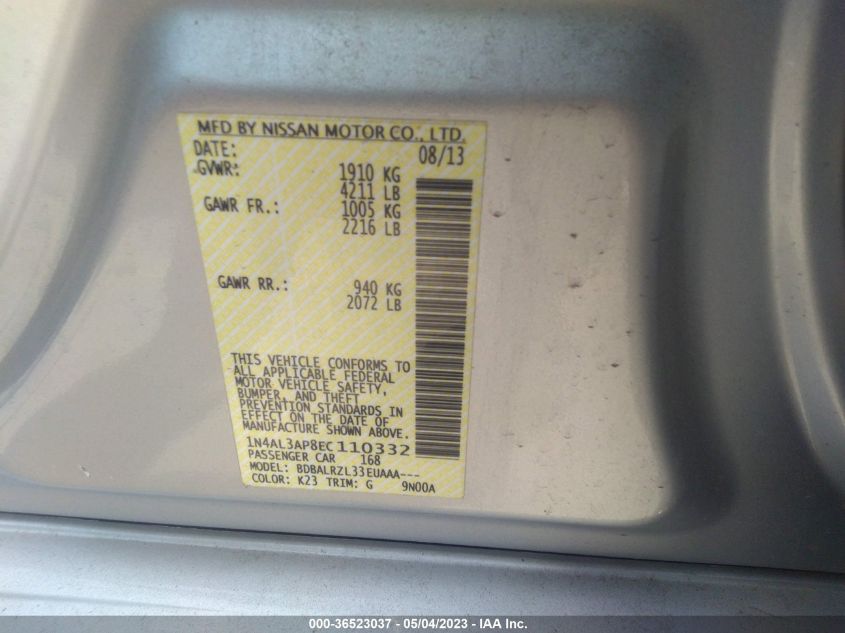 MFD BY NISSAN MOTOR CO., LTD.
DATE: 08/13
GVWR: 1910 KG
4211 LB
GAWR FR.: 1005 KG
2216 LB
GAWR RR.: 940 KG
2072 LB
THIS VEHICLE CONFORMS TO
ALL APPLICABLE FEDERAL
MOTOR VEHICLE SAFETY,
BUMPER, AND THEFT
PREVENTION STANDARDS IN
EFFECT ON THE DATE OF
MANUFACTURE SHOWN ABOVE.
1N4AL3AP8EC110332
PASSENGER CAR 168
MODEL: BDBALRZL33EUAAA---
COLOR: K23 TRIM: G 9N00A
000-36523037 - 05/04/2023 - IAA Inc.